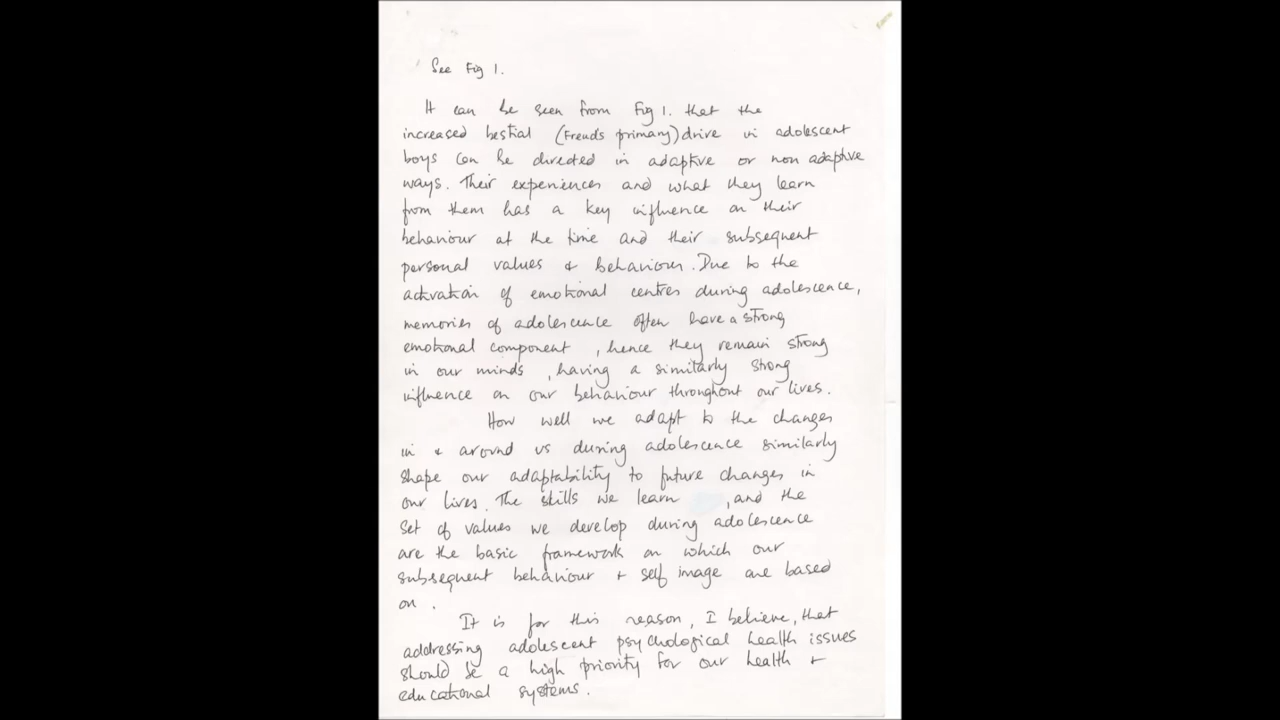 See Fig 1.
It can be seen from Fig 1. that the
increased bestial (Freud's primary) drive in adolescent
boys can be directed in adaptive or non adaptive
ways. Their experiences and what they learn
from them has a key influence on their
behaviour at the time and their subsequent
personal values & behaviour. Due to the
activation of emotional centres during adolescence,
memories of adolescence often have a strong
emotional component , hence they remain strong
in our minds , having a similarly strong
influence on our behaviour throughout our lives.
How well we adapt to the changes
in & around us during adolescence similarly
shape our adaptability to future changes in
our lives. The skills we learn , and the
set of values we develop during adolescence
are the basic framework on which our
subsequent behaviour + self image are based
on .
It is for this reason, I believe, that
addressing adolescent psychological health issues
should be a high priority for our health +
educational systems.